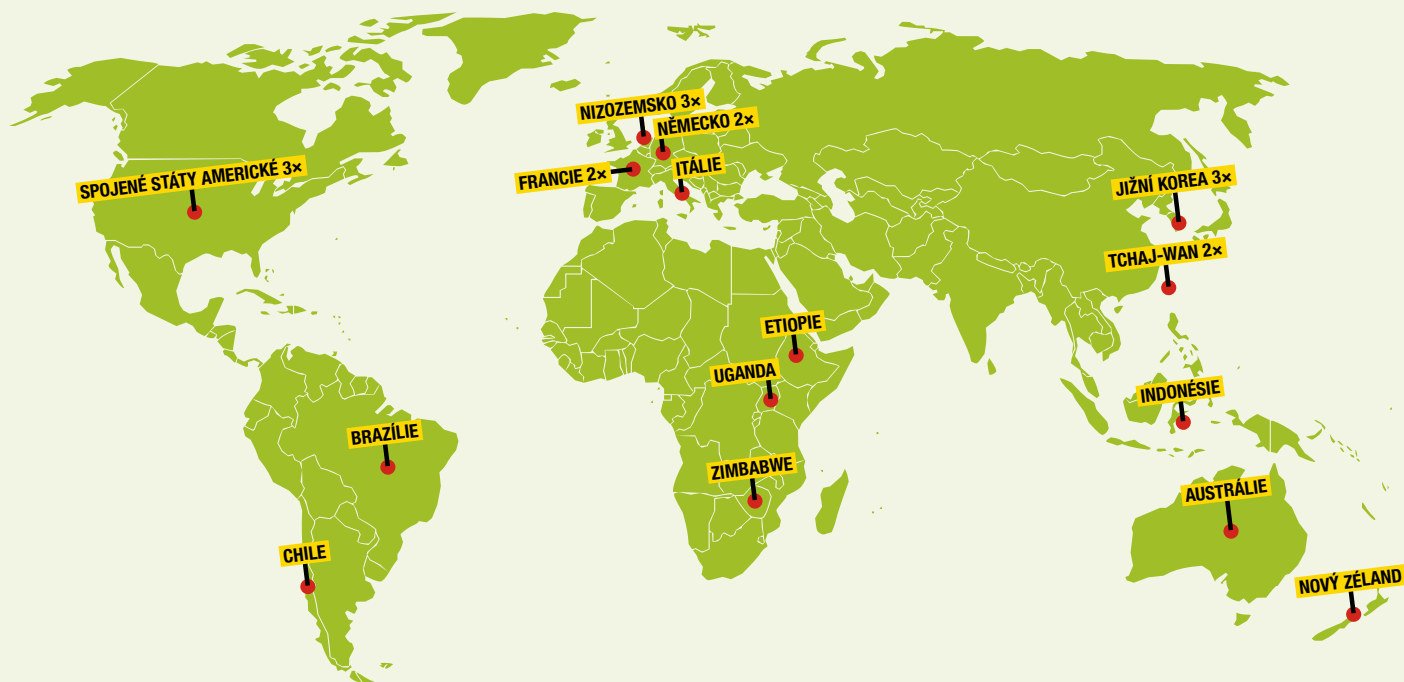 NIZOZEMSKO 3×
NĚMECKO 2×
SPOJENÉ STÁTY AMERICKÉ 3×
FRANCIE 2×
ITÁLIE
JIŽNÍ KOREA 3×
TCHAJ-WAN 2×
ETIOPIE
UGANDA
INDONÉSIE
BRAZÍLIE
ZIMBABWE
AUSTRÁLIE
CHILE
NOVÝ ZÉLAND